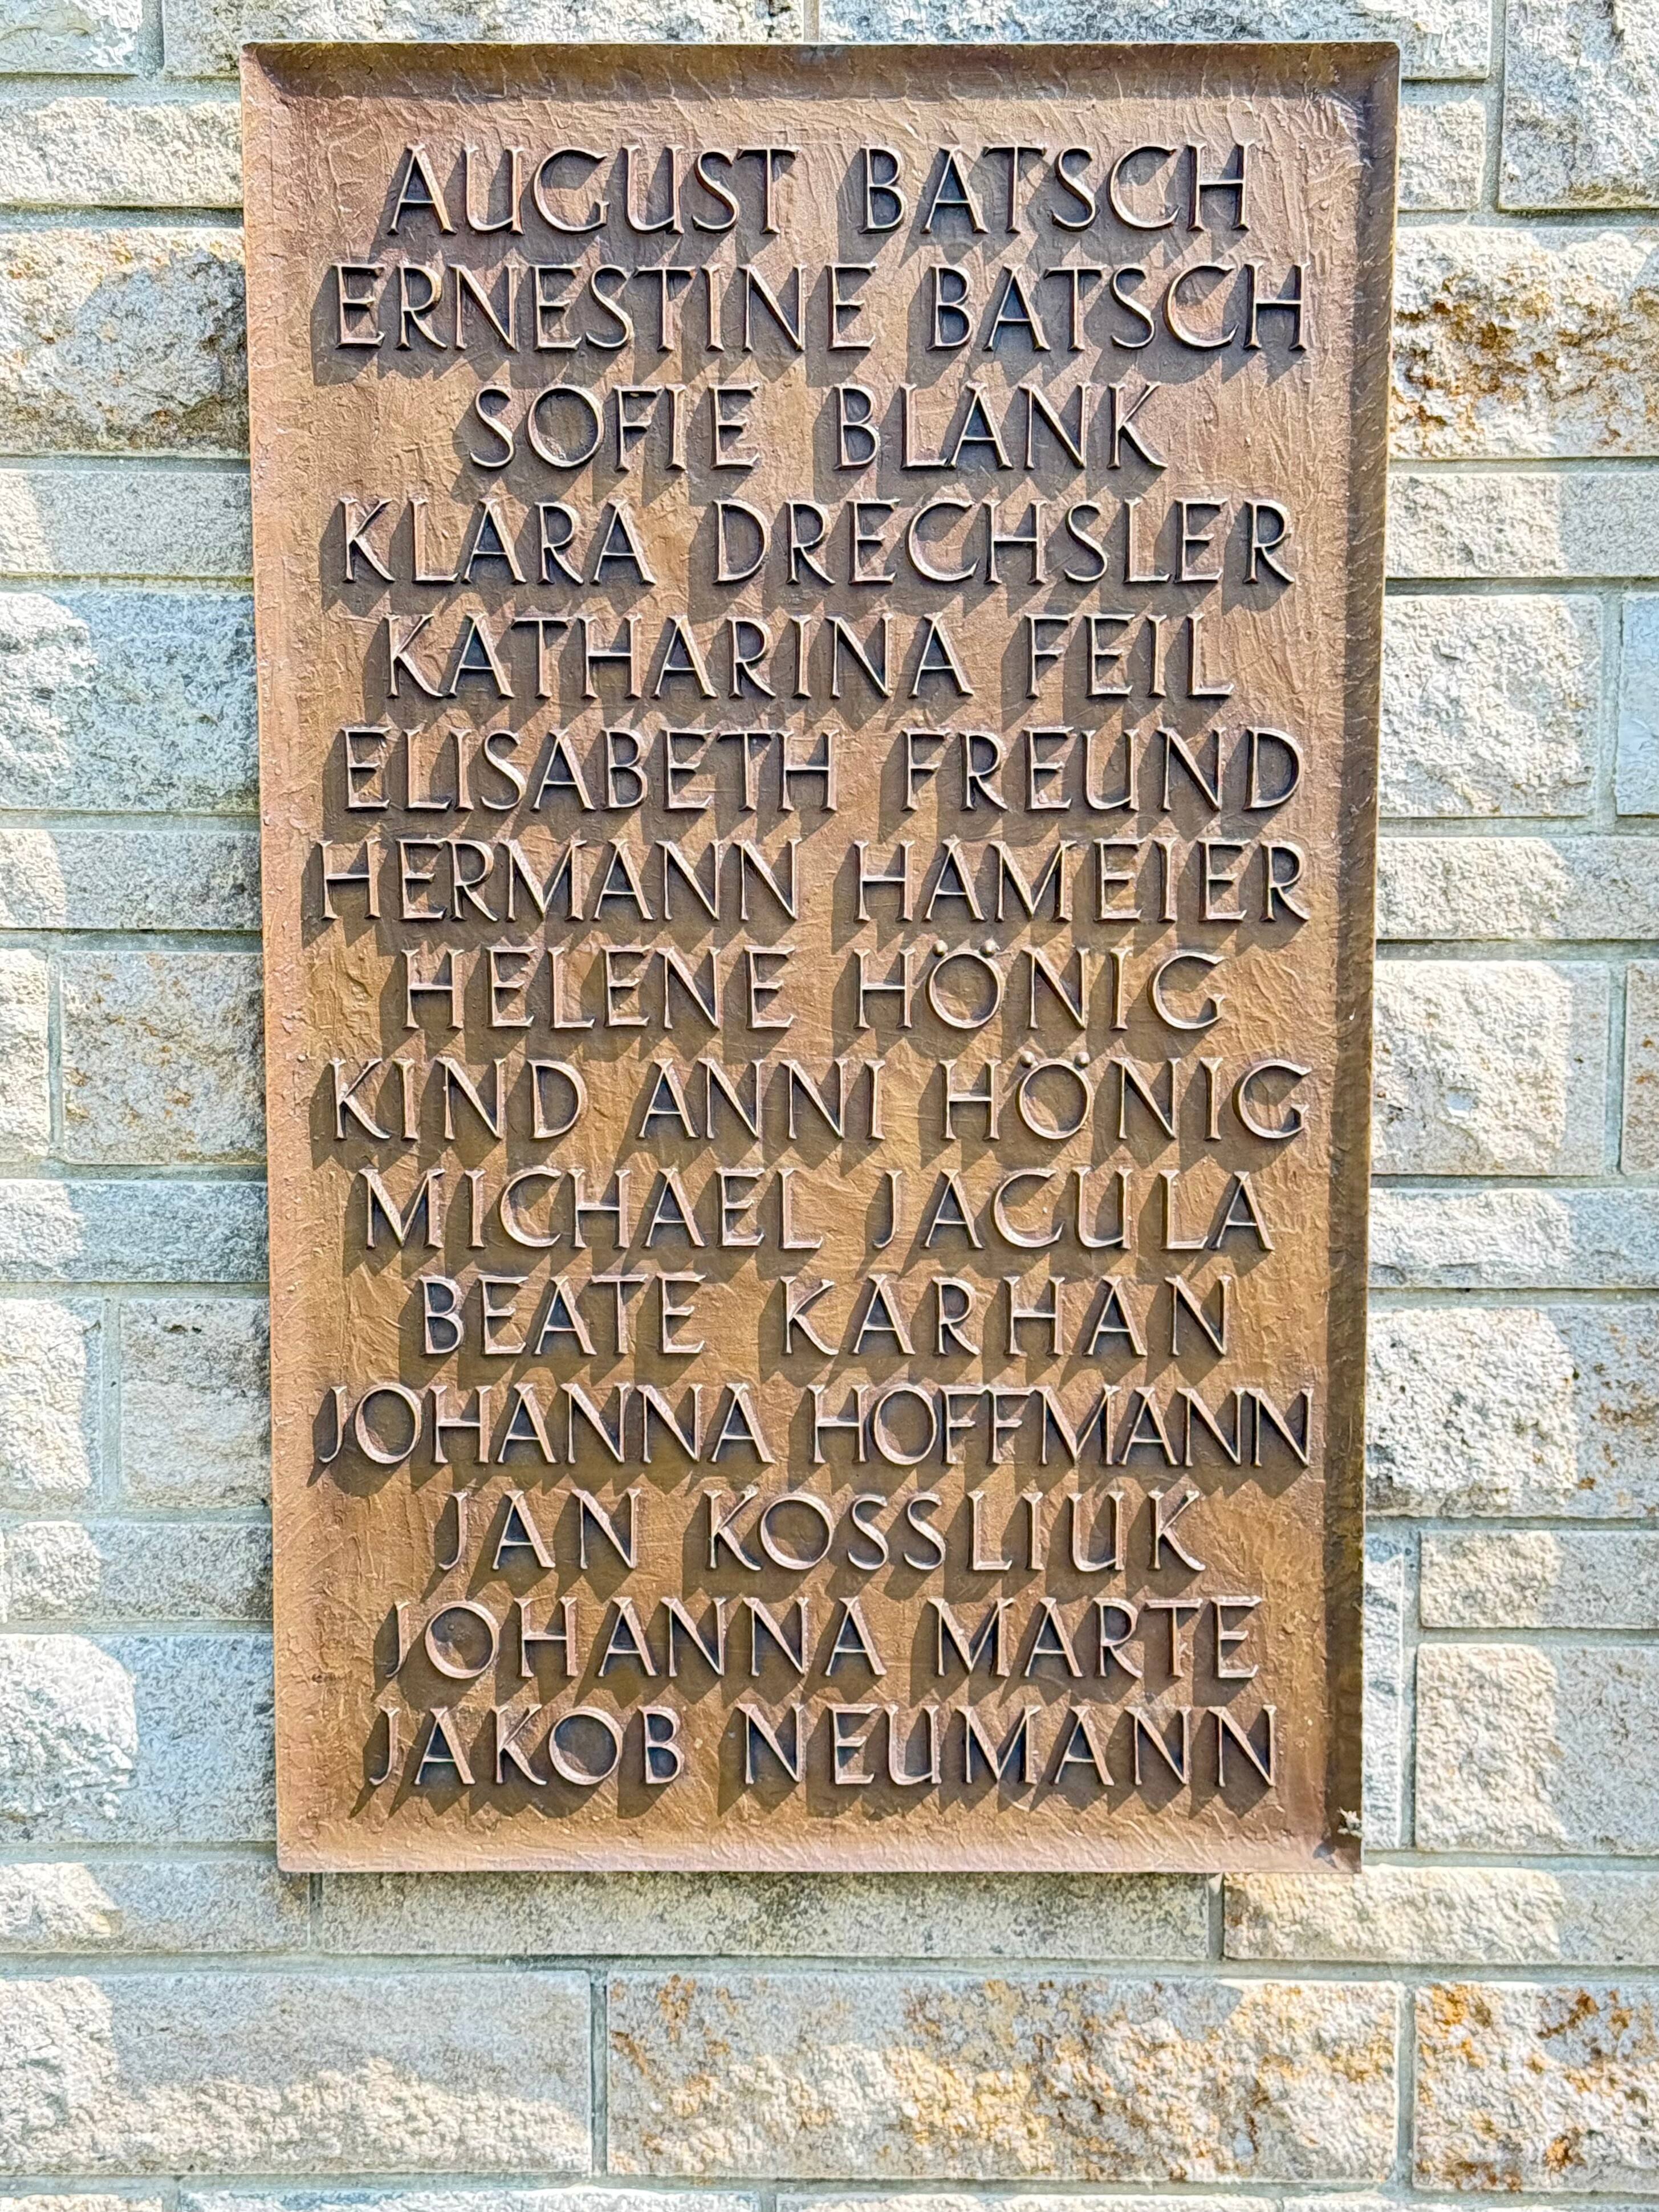 AUGUST BATSCH
ERNESTINE BATSCH
SOFIE BLANK
KLARA DRECHSLER
KATHARINA FEIL
ELISABETH FREUND
HERMANN HAMEIER
HELENE HÖNIG
KIND ANNI HÖNIG
MICHAEL JACULA
BEATE KARHAN
JOHANNA HOFFMANN
JAN KOSSLIUK
JOHANNA MARTE
JAKOB NEUMANN